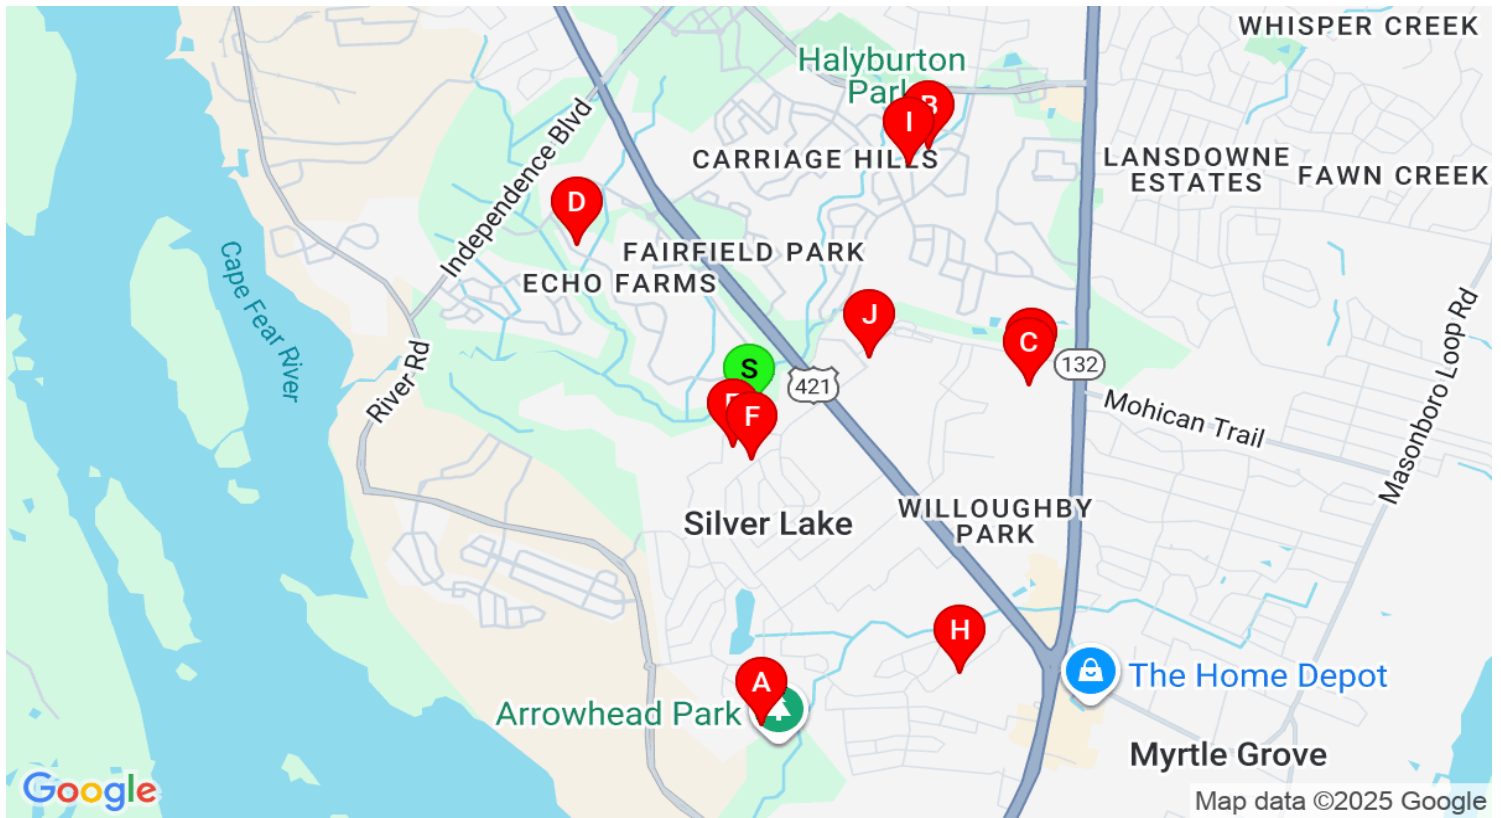 WHISPER CREEK
Halyburton
Park
B
I
CARRIAGE HILLS
LANSDOWNE
ESTATES
FAWN CREEK
Independence Blvd
D
FAIRFIELD PARK
ECHO FARMS
Cape Fear River
J
C
132
S
421
F
River Rd
Mohican Trail
Masonboro Loop Rd
WILLOUGHBY
PARK
Silver Lake
H
A
Arrowhead Park
The Home Depot
Myrtle Grove
Google
Map data ©2025 Google